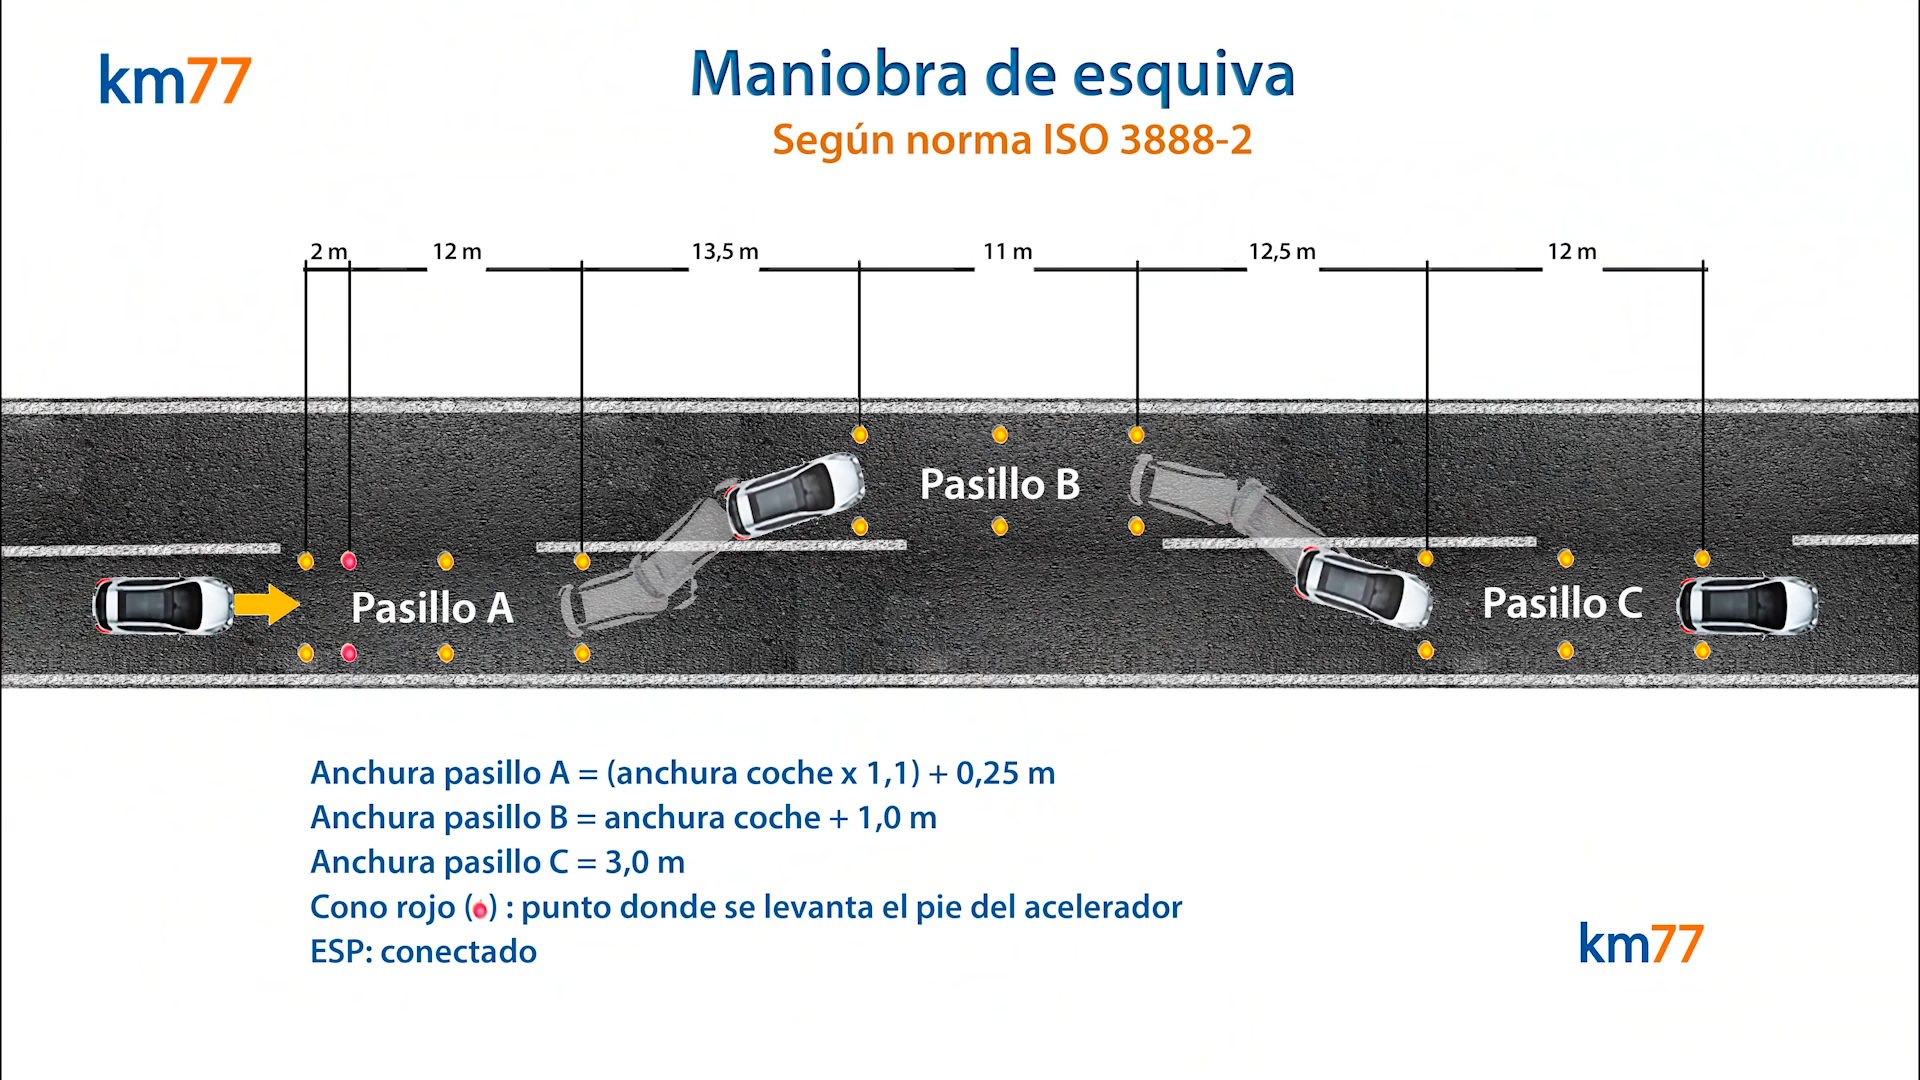 km77
Maniobra de esquiva
Según norma ISO 3888-2
2 m 12 m 13,5 m 11 m 12,5 m 12 m
Pasillo B
Pasillo A
Pasillo C
Anchura pasillo A = (anchura coche x 1,1) + 0,25 m
Anchura pasillo B = anchura coche + 1,0 m
Anchura pasillo C = 3,0 m
Cono rojo ( ) : punto donde se levanta el pie del acelerador
ESP: conectado
km77